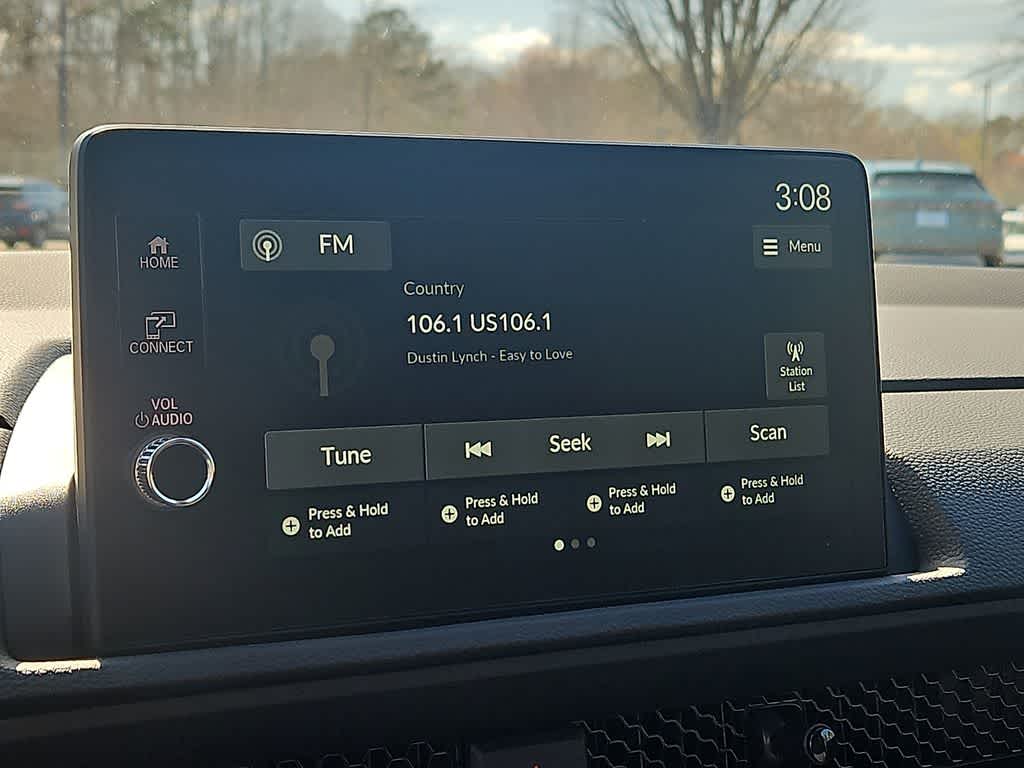 3:08
HOME
FM
Menu
Country
106.1 US106.1
Dustin Lynch - Easy to Love
CONNECT
Station
List
VOL
AUDIO
Tune
Seek
Scan
Press & Hold
to Add
Press & Hold
to Add
Press & Hold
to Add
Press & Hold
to Add